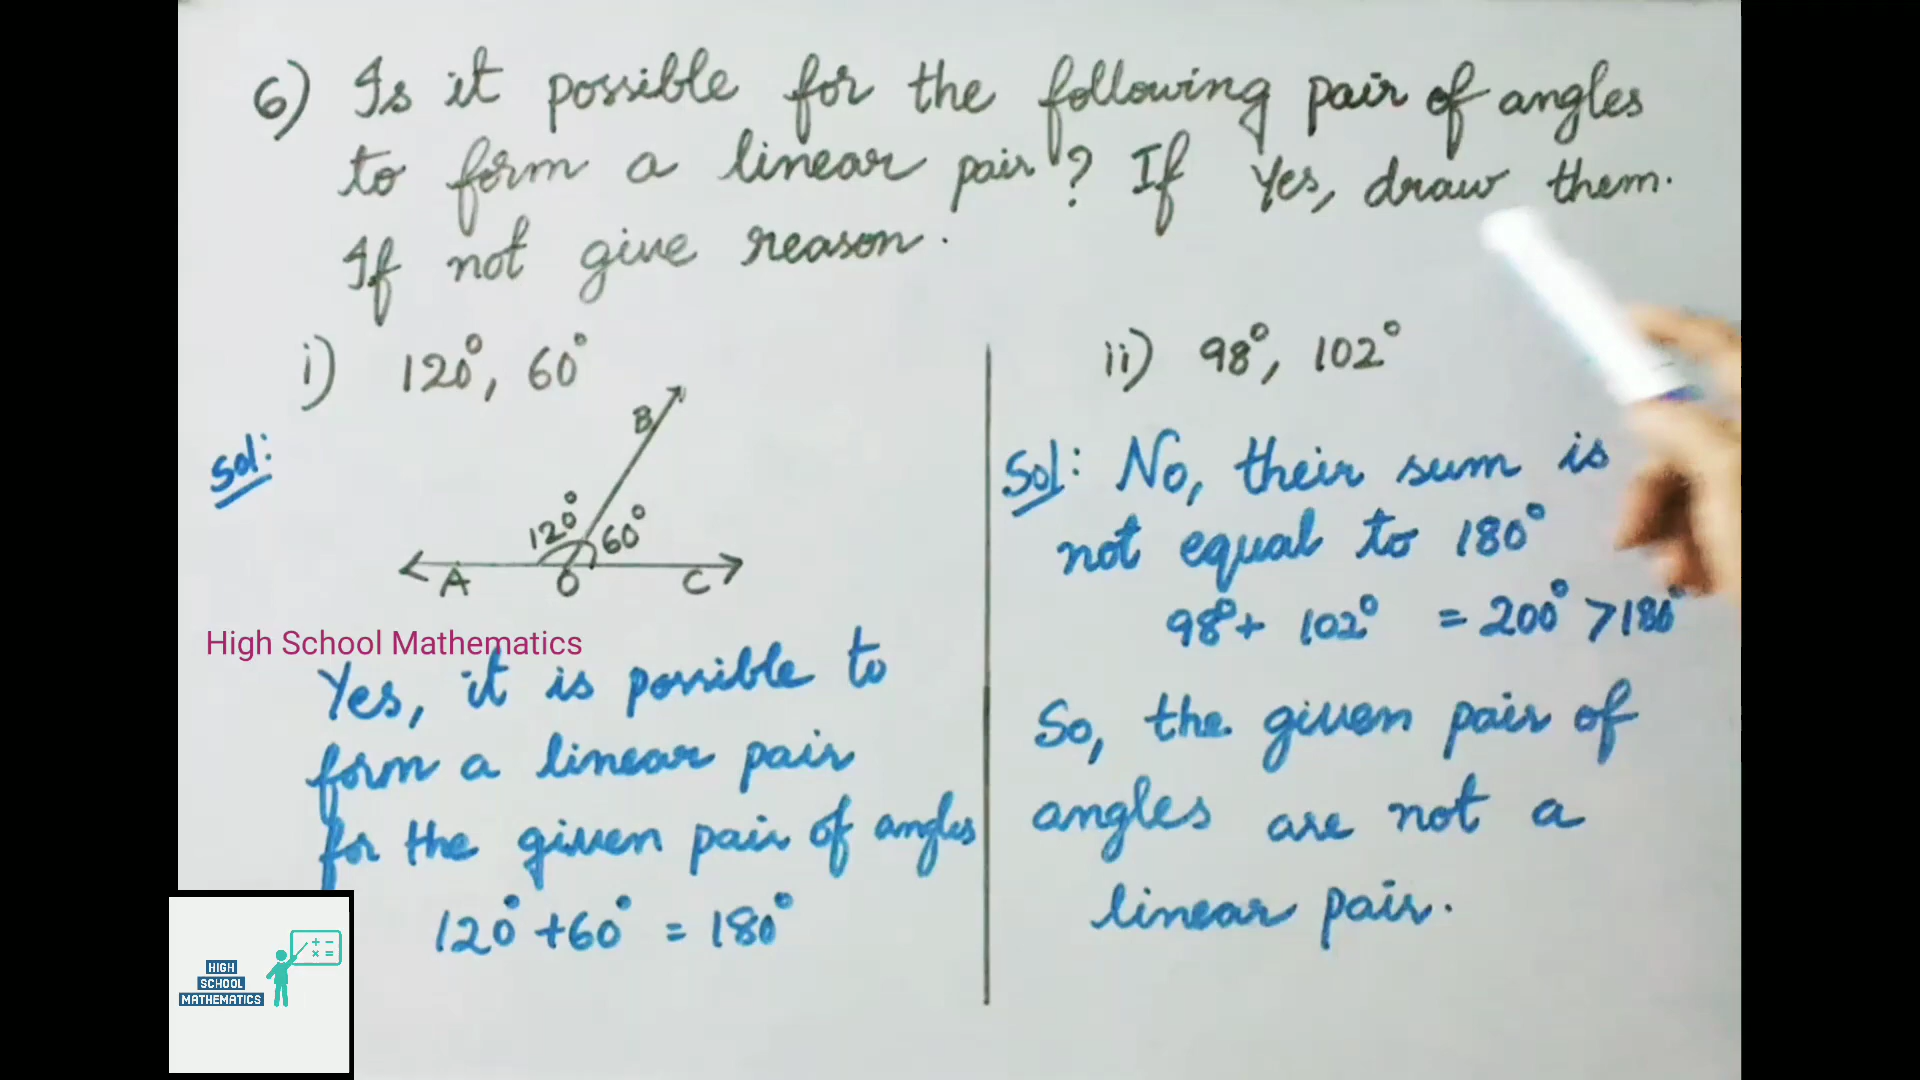 6) Is it possible for the following pair of angles
to form a linear pair? If Yes, draw them.
If not give reason.
i) 120°, 60°
Sol:
B
120° 60°
A O C
High School Mathematics
Yes, it is possible to
form a linear pair
for the given pair of angles
120° + 60° = 180°
ii) 98°, 102°
Sol: No, their sum is
not equal to 180°
98° + 102° = 200° > 180°
So, the given pair of
angles are not a
linear pair.
HIGH
SCHOOL
MATHEMATICS
+ −
× =